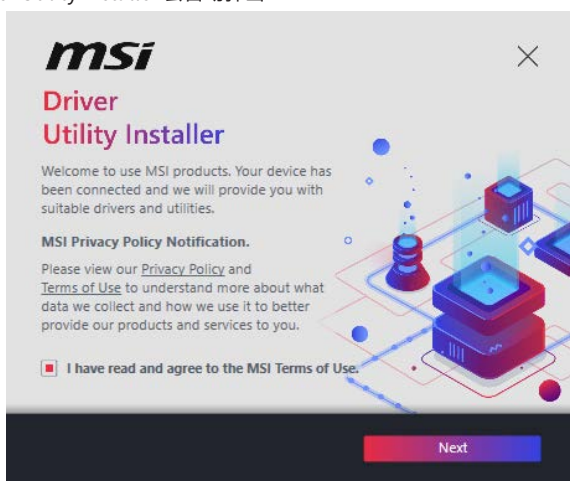 msi
Driver
Utility Installer
Welcome to use MSI products. Your device has
been connected and we will provide you with
suitable drivers and utilities.
MSI Privacy Policy Notification.
Please view our Privacy Policy and
Terms of Use to understand more about what
data we collect and how we use it to better
provide our products and services to you.
I have read and agree to the MSI Terms of Use.
Next